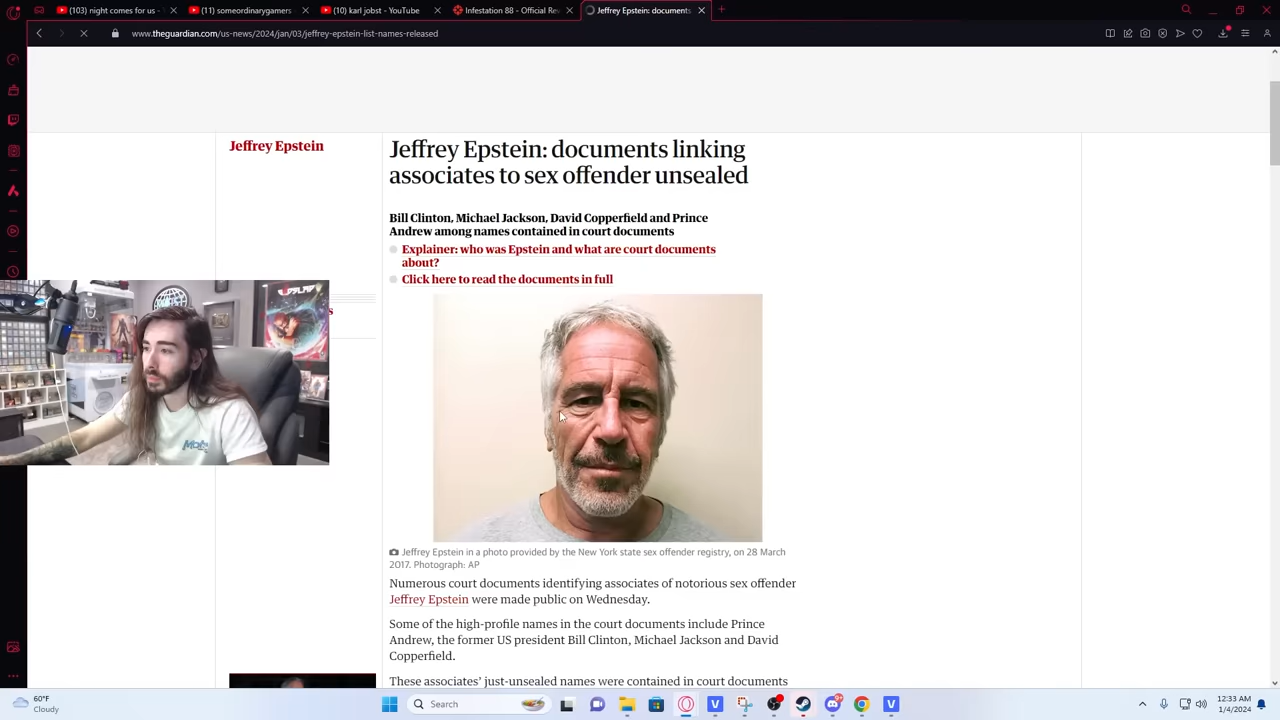 (103) night comes for us - Y
(11) someordinarygamers -
(10) karl jobst - YouTube
Episode 88 - Official Podca
Jeffrey Epstein: documents
www.theguardian.com/us-news/2024/jan/03/jeffrey-epstein-list-names-released
Jeffrey Epstein
Jeffrey Epstein: documents linking
associates to sex offender unsealed
Bill Clinton, Michael Jackson, David Copperfield and Prince
Andrew among names contained in court documents
Explainer: who was Epstein and what are court documents
about?
Click here to read the documents in full
s
Jeffrey Epstein in a photo provided by the New York state sex offender registry, on 28 March
2017. Photograph: AP
Numerous court documents identifying associates of notorious sex offender
Jeffrey Epstein were made public on Wednesday.
Some of the high-profile names in the court documents include Prince
Andrew, the former US president Bill Clinton, Michael Jackson and David
Copperfield.
These associates' just-unsealed names were contained in court documents
60°F
Cloudy
Search
12:33 AM
1/4/2024